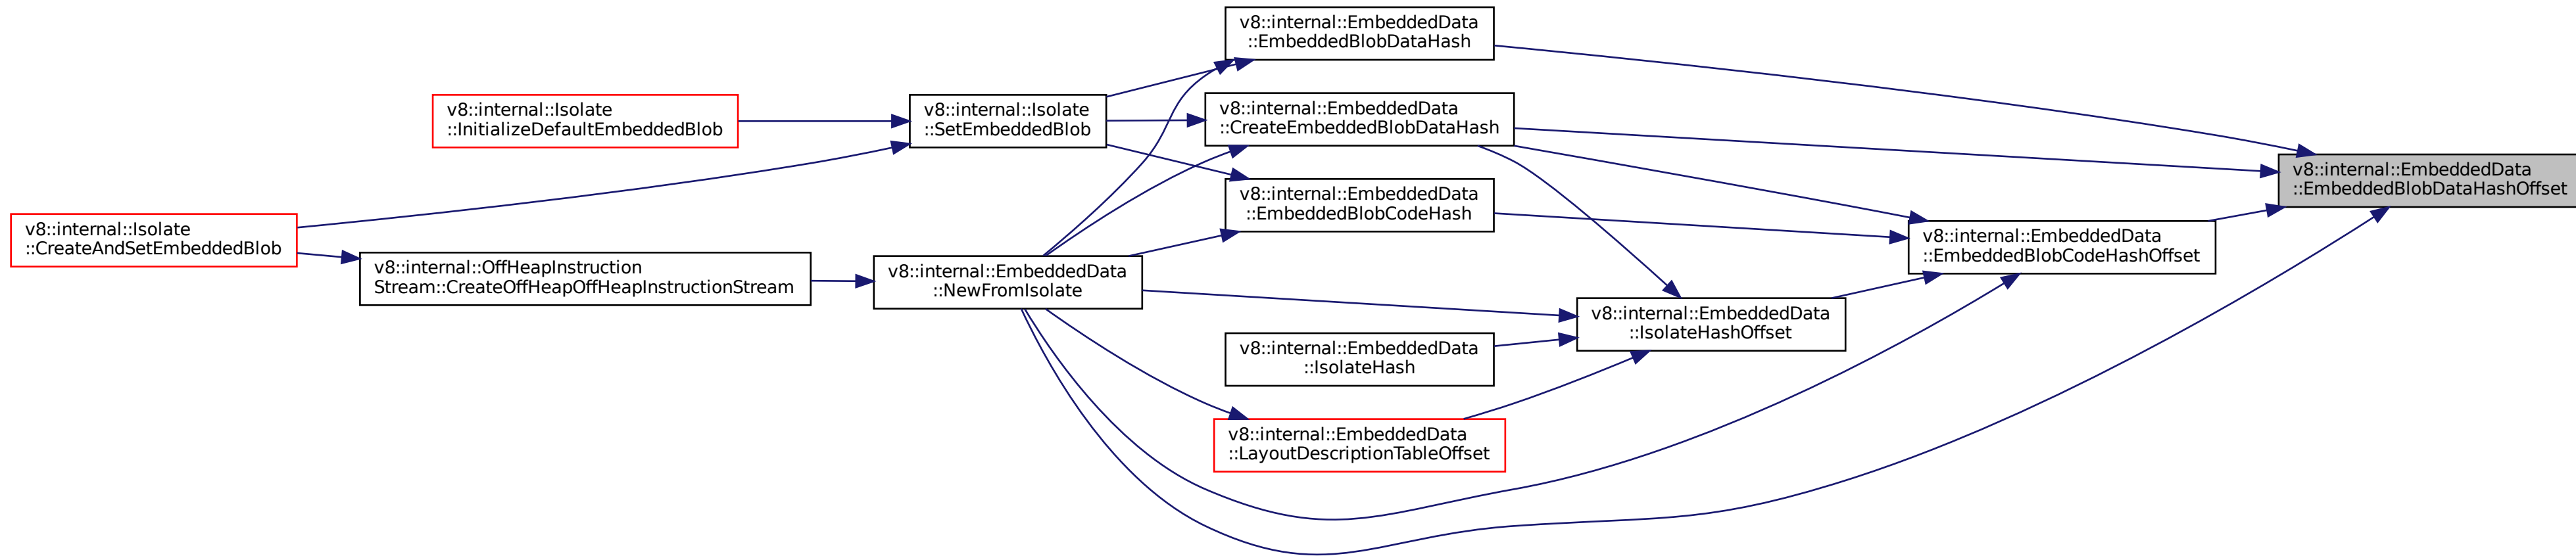 v8::internal::EmbeddedData
::EmbeddedBlobDataHash
v8::internal::Isolate
::InitializeDefaultEmbeddedBlob
v8::internal::Isolate
::SetEmbeddedBlob
v8::internal::EmbeddedData
::CreateEmbeddedBlobDataHash
v8::internal::EmbeddedData
::EmbeddedBlobDataHashOffset
v8::internal::EmbeddedData
::EmbeddedBlobCodeHash
v8::internal::Isolate
::CreateAndSetEmbeddedBlob
v8::internal::EmbeddedData
::EmbeddedBlobCodeHashOffset
v8::internal::OffHeapInstruction
Stream::CreateOffHeapOffHeapInstructionStream
v8::internal::EmbeddedData
::NewFromIsolate
v8::internal::EmbeddedData
::IsolateHashOffset
v8::internal::EmbeddedData
::IsolateHash
v8::internal::EmbeddedData
::LayoutDescriptionTableOffset